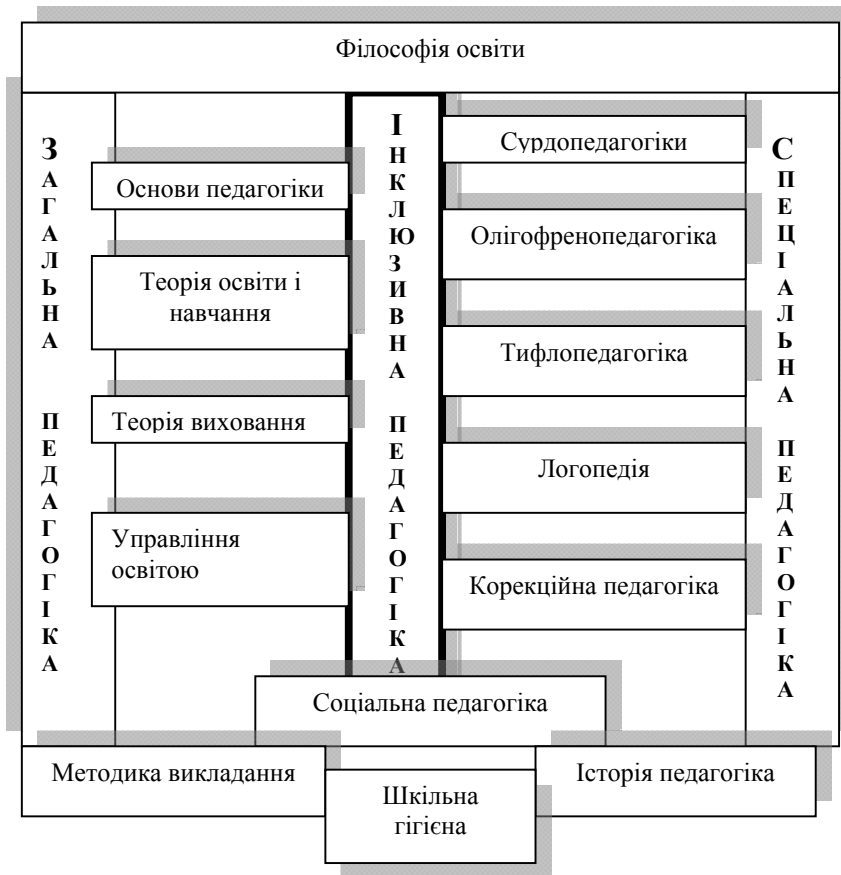 Філософія освіти
ЗАГАЛЬНА ПЕДАГОГІКА
Основи педагогіки
Теорія освіти і
навчання
Теорія виховання
Управління
освітою
ІНКЛЮЗИВНА ПЕДАГОГІКА
Сурдопедагогіки
Олігофренопедагогіка
Тифлопедагогіка
Логопедія
Корекційна педагогіка
СПЕЦІАЛЬНА ПЕДАГОГІКА
Соціальна педагогіка
Методика викладання
Шкільна
гігієна
Історія педагогіка